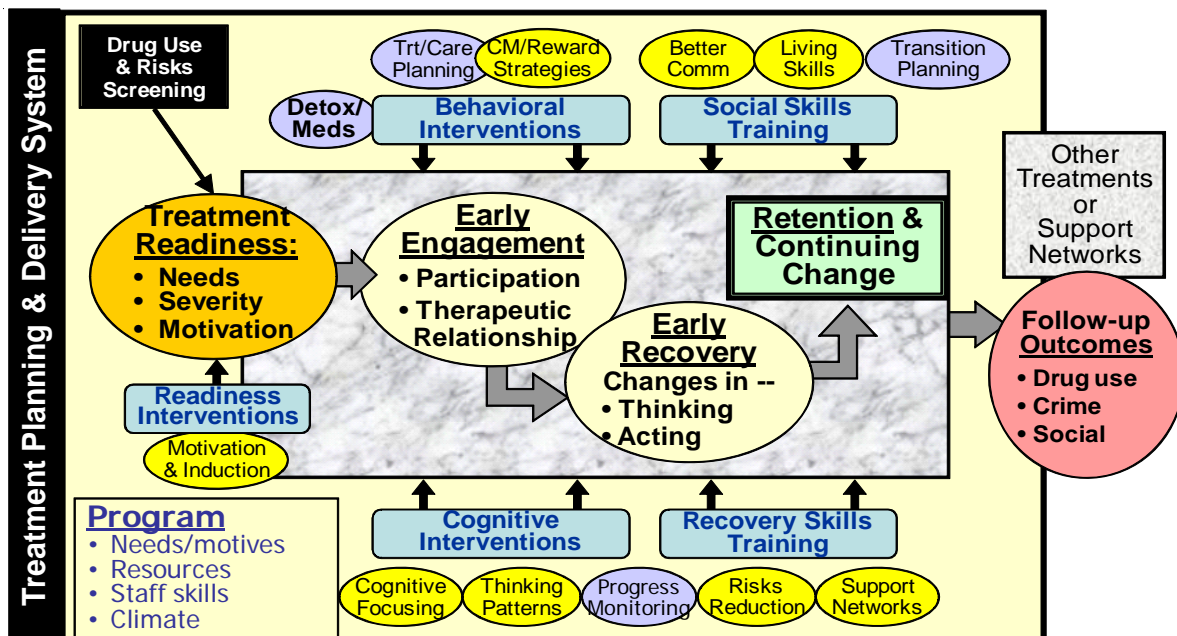 Treatment Planning & Delivery System
Drug Use
& Risks
Screening
Trt/Care
Planning
CM/Reward
Strategies
Better
Comm
Living
Skills
Transition
Planning
Detox/
Meds
Behavioral
Interventions
Social Skills
Training
Other
Treatments
or
Support
Networks
Treatment
Readiness:
• Needs
• Severity
• Motivation
Early
Engagement
• Participation
• Therapeutic
Relationship
Early
Recovery
Changes in --
• Thinking
• Acting
Retention &
Continuing
Change
Follow-up
Outcomes
• Drug use
• Crime
• Social
Readiness
Interventions
Motivation
& Induction
Program
• Needs/motives
• Resources
• Staff skills
• Climate
Cognitive
Interventions
Recovery Skills
Training
Cognitive
Focusing
Thinking
Patterns
Progress
Monitoring
Risks
Reduction
Support
Networks